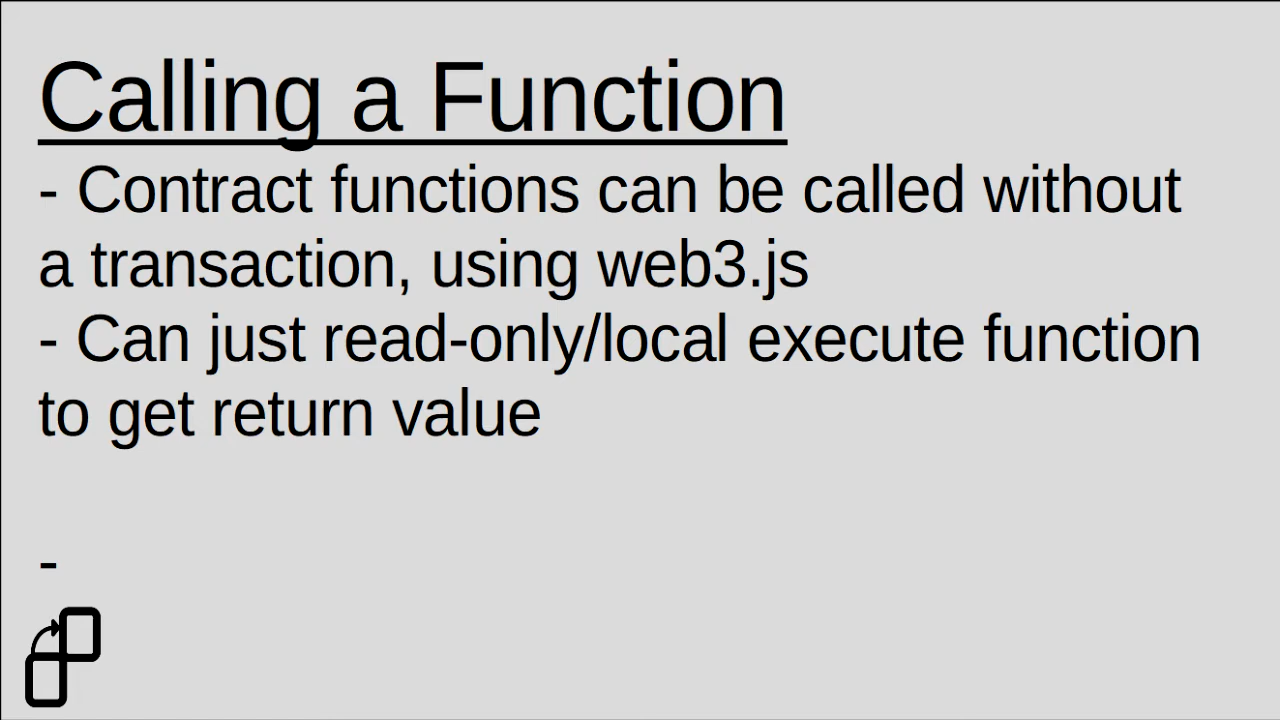 Calling a Function
- Contract functions can be called without
a transaction, using web3.js
- Can just read-only/local execute function
to get return value
-